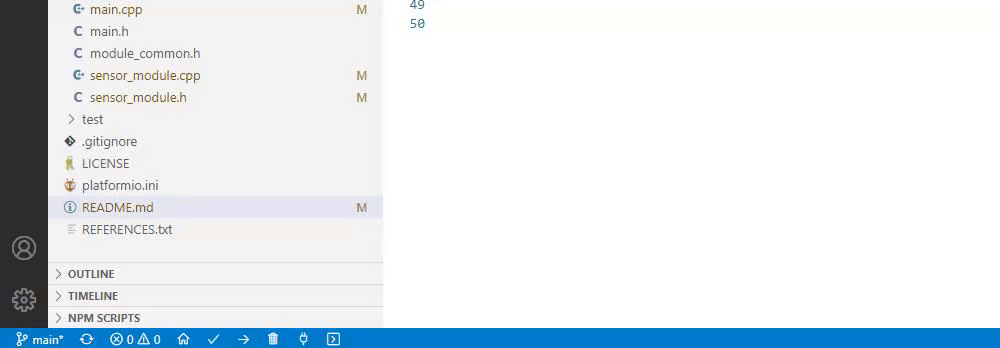 49
main.cpp M
50
main.h
module_common.h
sensor_module.cpp M
sensor_module.h M
test
.gitignore
LICENSE
platformio.ini
README.md M
REFERENCES.txt
OUTLINE
TIMELINE
NPM SCRIPTS
main* 0 0